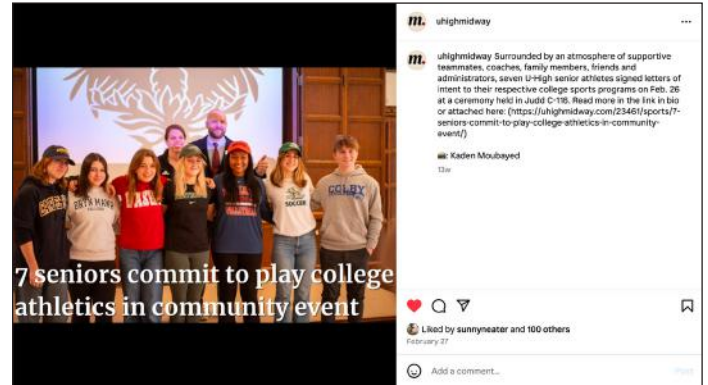 m. uhighmidway
m. uhighmidway Surrounded by an atmosphere of supportive
teammates, coaches, family members, friends and
administrators, seven U-High senior athletes signed letters of
intent to their respective college sports programs on Feb. 26
at a ceremony held in Judd C-116. Read more in the link in bio
or attached here: (https://uhighmidway.com/23461/sports/7-
seniors-commit-to-play-college-athletics-in-community-
event/)
: Kaden Moubayed
13w
VASSAR
SOCCER
COLBY
7 seniors commit to play college
athletics in community event
Liked by sunnyneater and 100 others
February 27
Add a comment...
Post